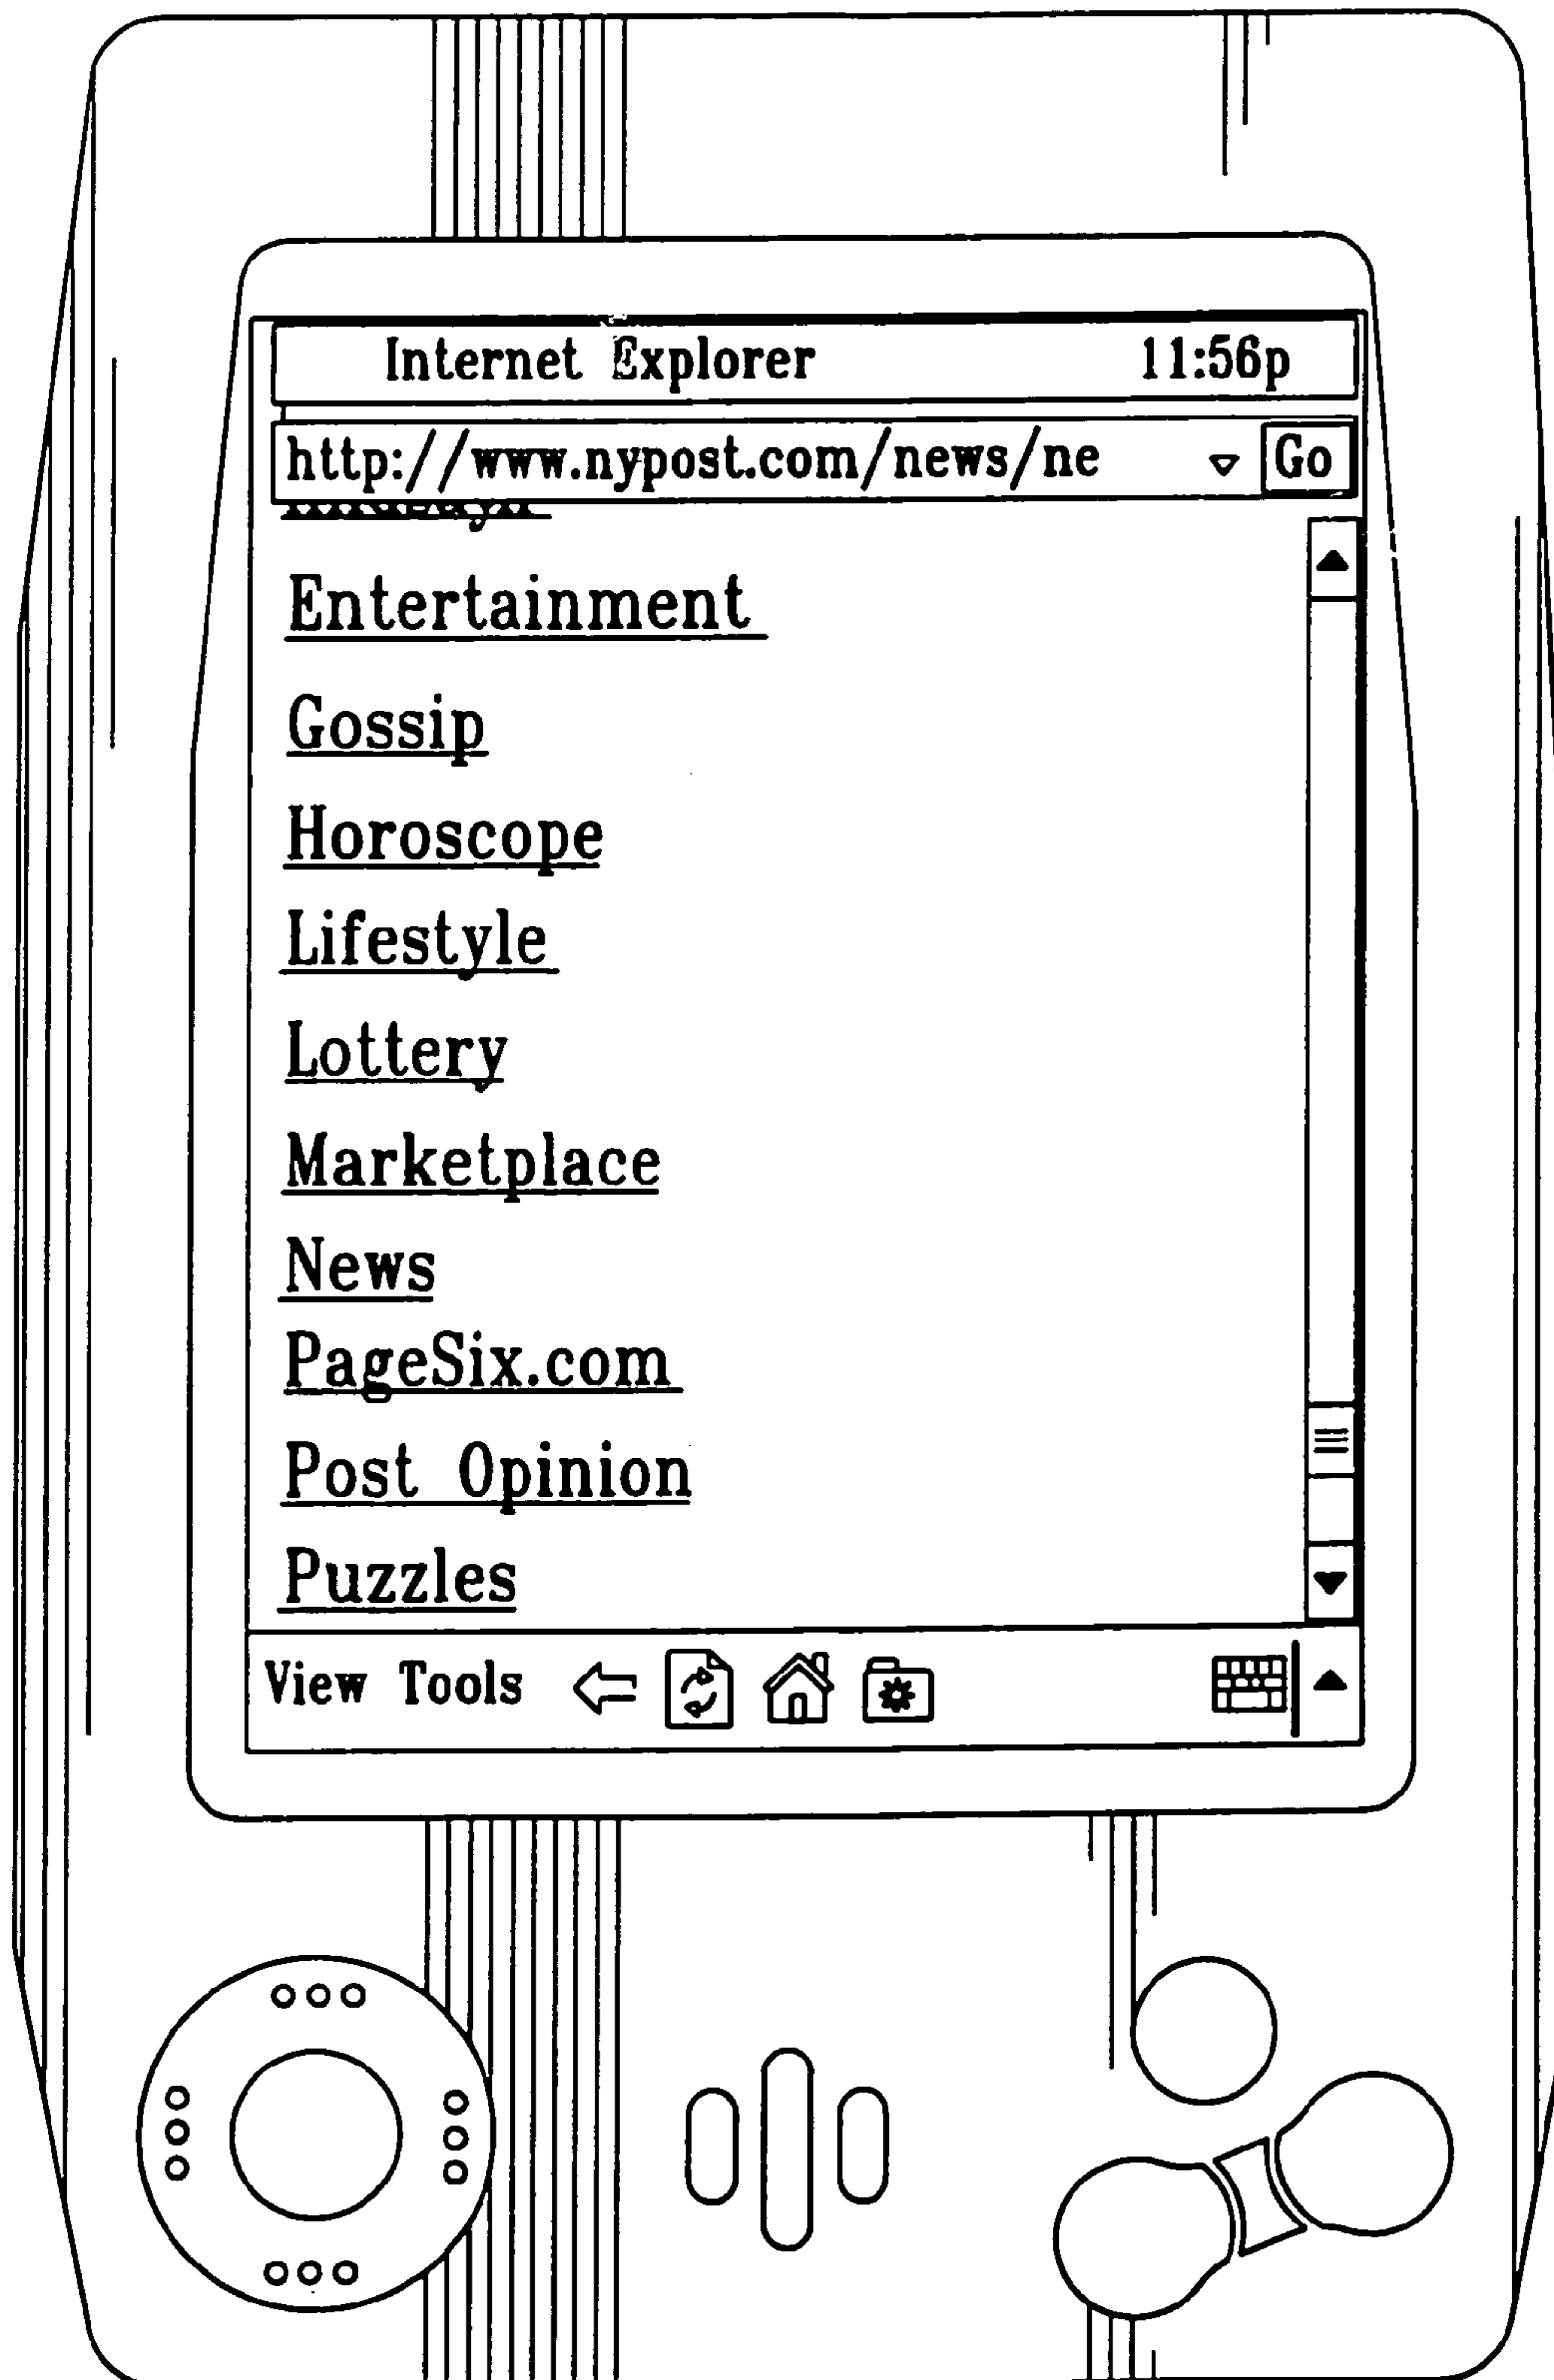 Internet Explorer 11:56p
http://www.nypost.com/news/ne Go
Entertainment
Gossip
Horoscope
Lifestyle
Lottery
Marketplace
News
PageSix.com
Post Opinion
Puzzles
View Tools